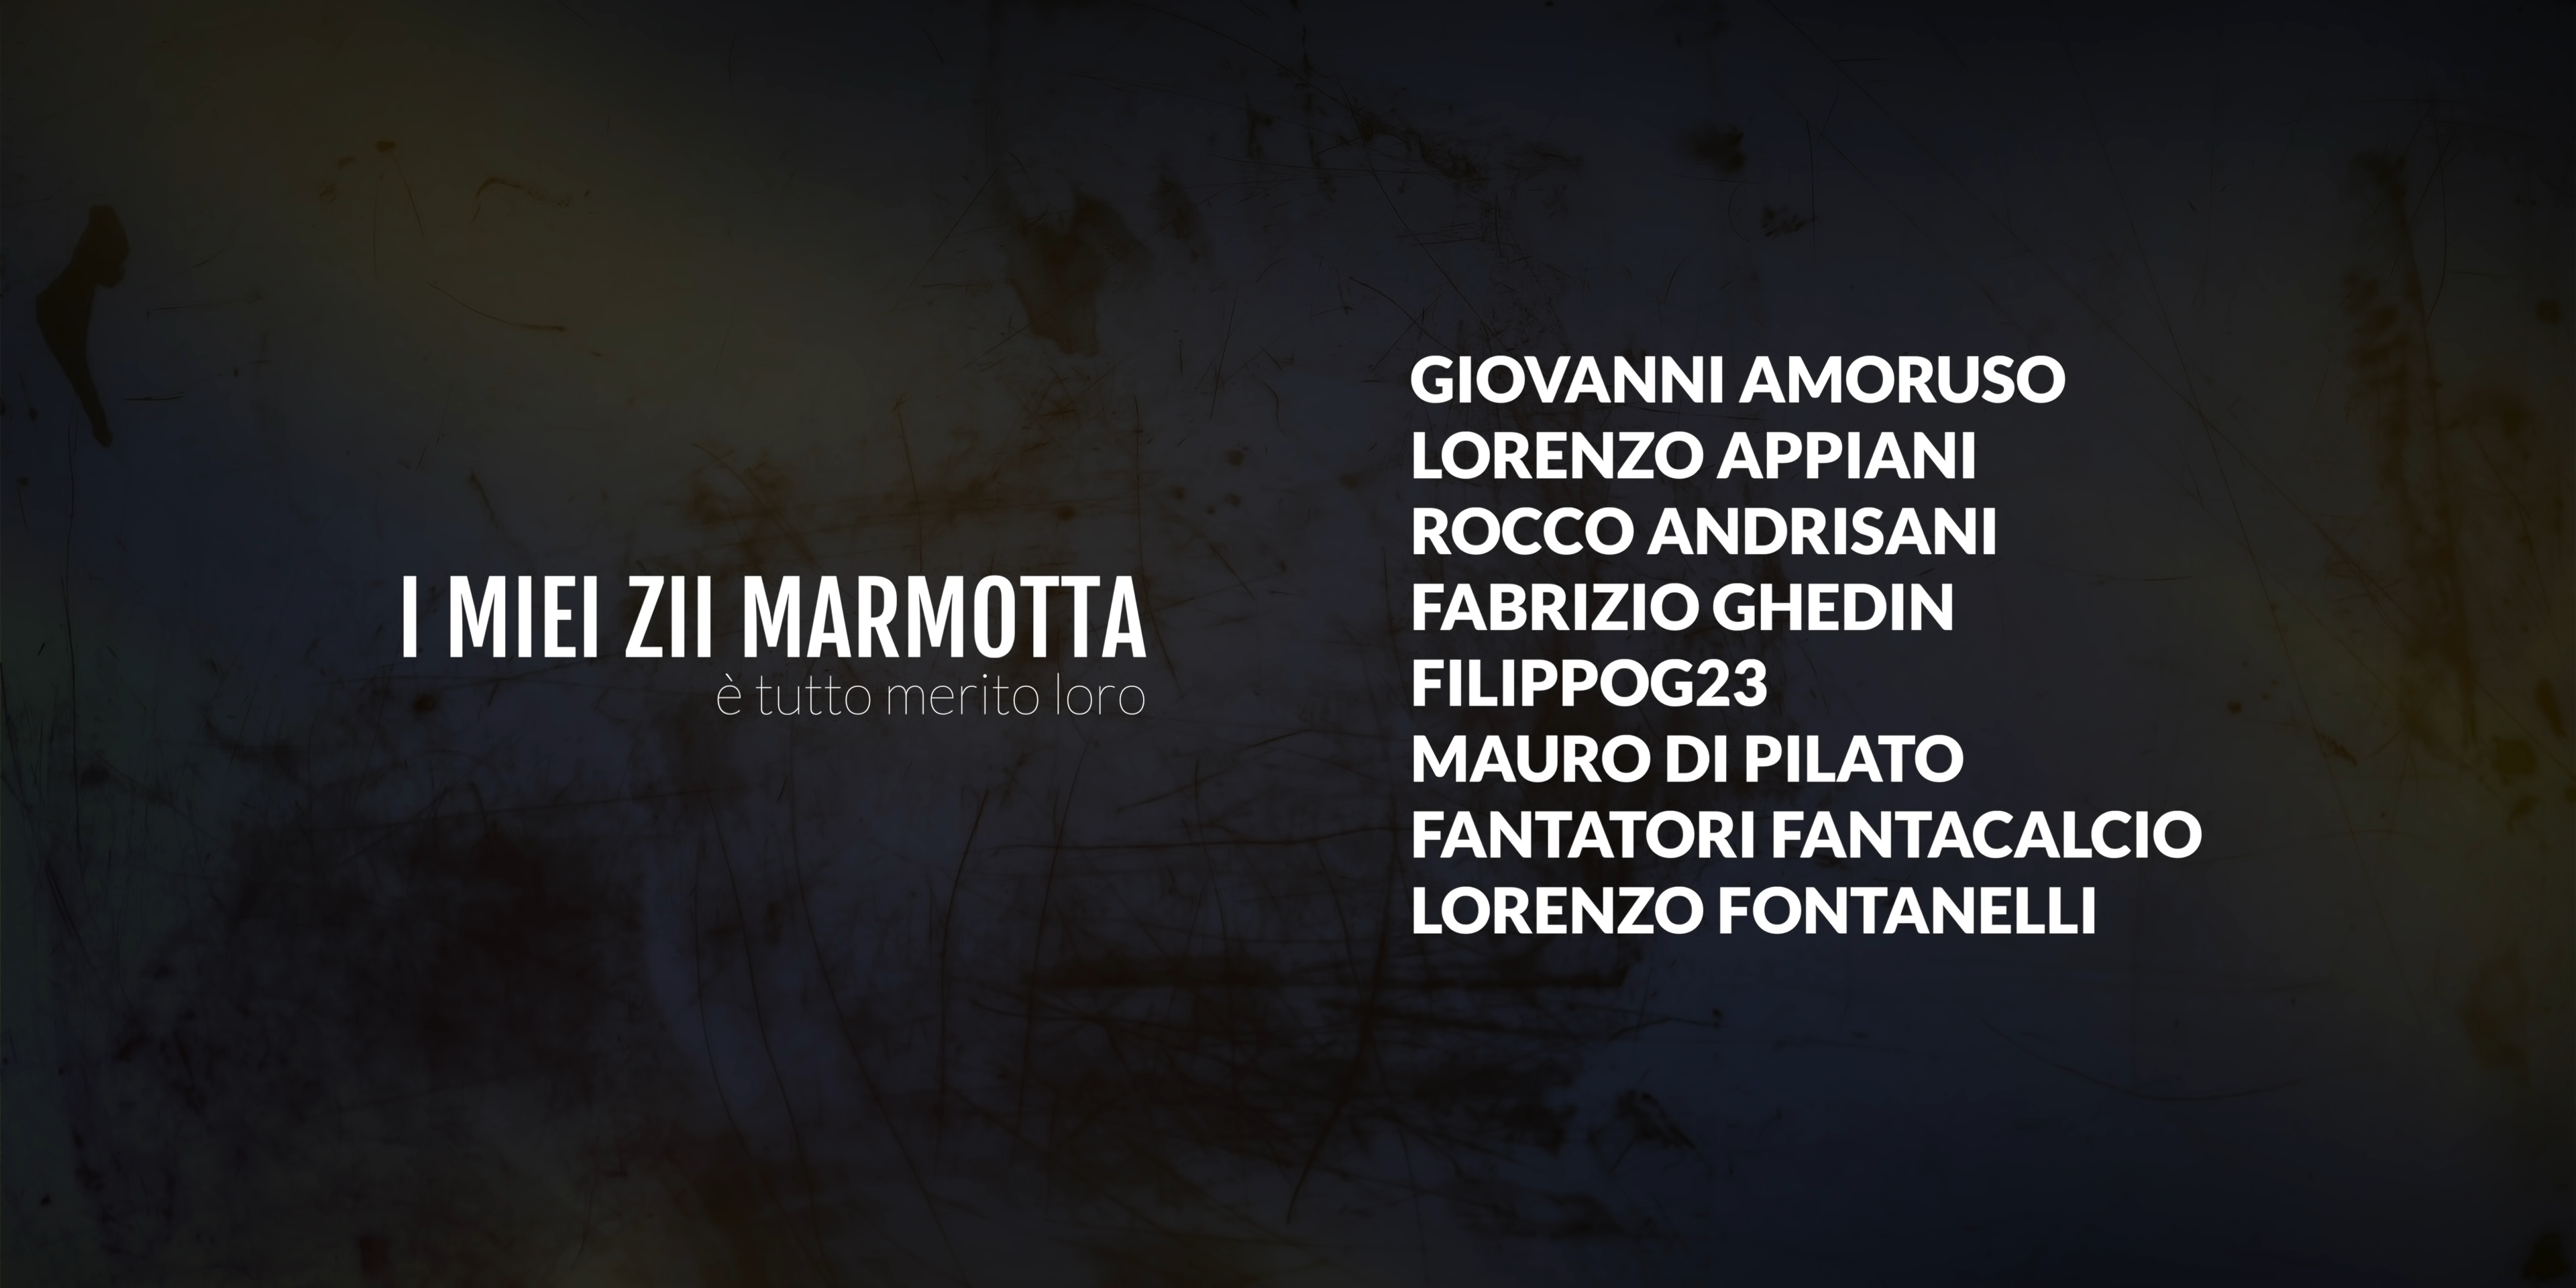 I MIEI ZII MARMOTTA
è tutto merito loro
GIOVANNI AMORUSO
LORENZO APPIANI
ROCCO ANDRISANI
FABRIZIO GHEDIN
FILIPPOG23
MAURO DI PILATO
FANTATORI FANTACALCIO
LORENZO FONTANELLI